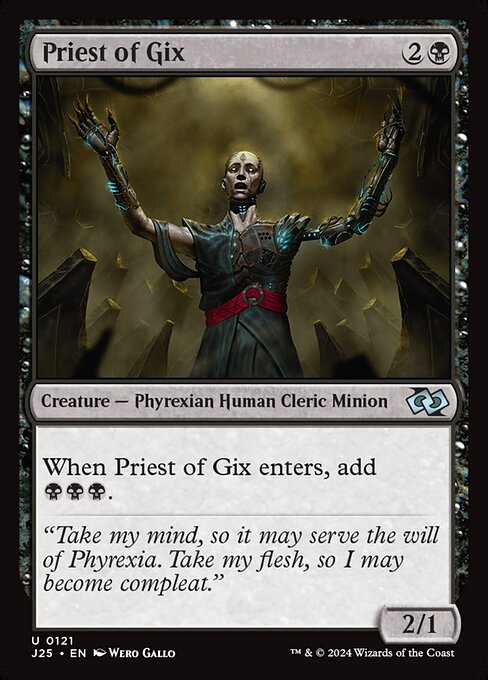 Priest of Gix 2
Creature — Phyrexian Human Cleric Minion
When Priest of Gix enters, add
.
“Take my mind, so it may serve the will
of Phyrexia. Take my flesh, so I may
become compleat.”
2/1
U 0121
J25 • EN Wero Gallo
™ & © 2024 Wizards of the Coast